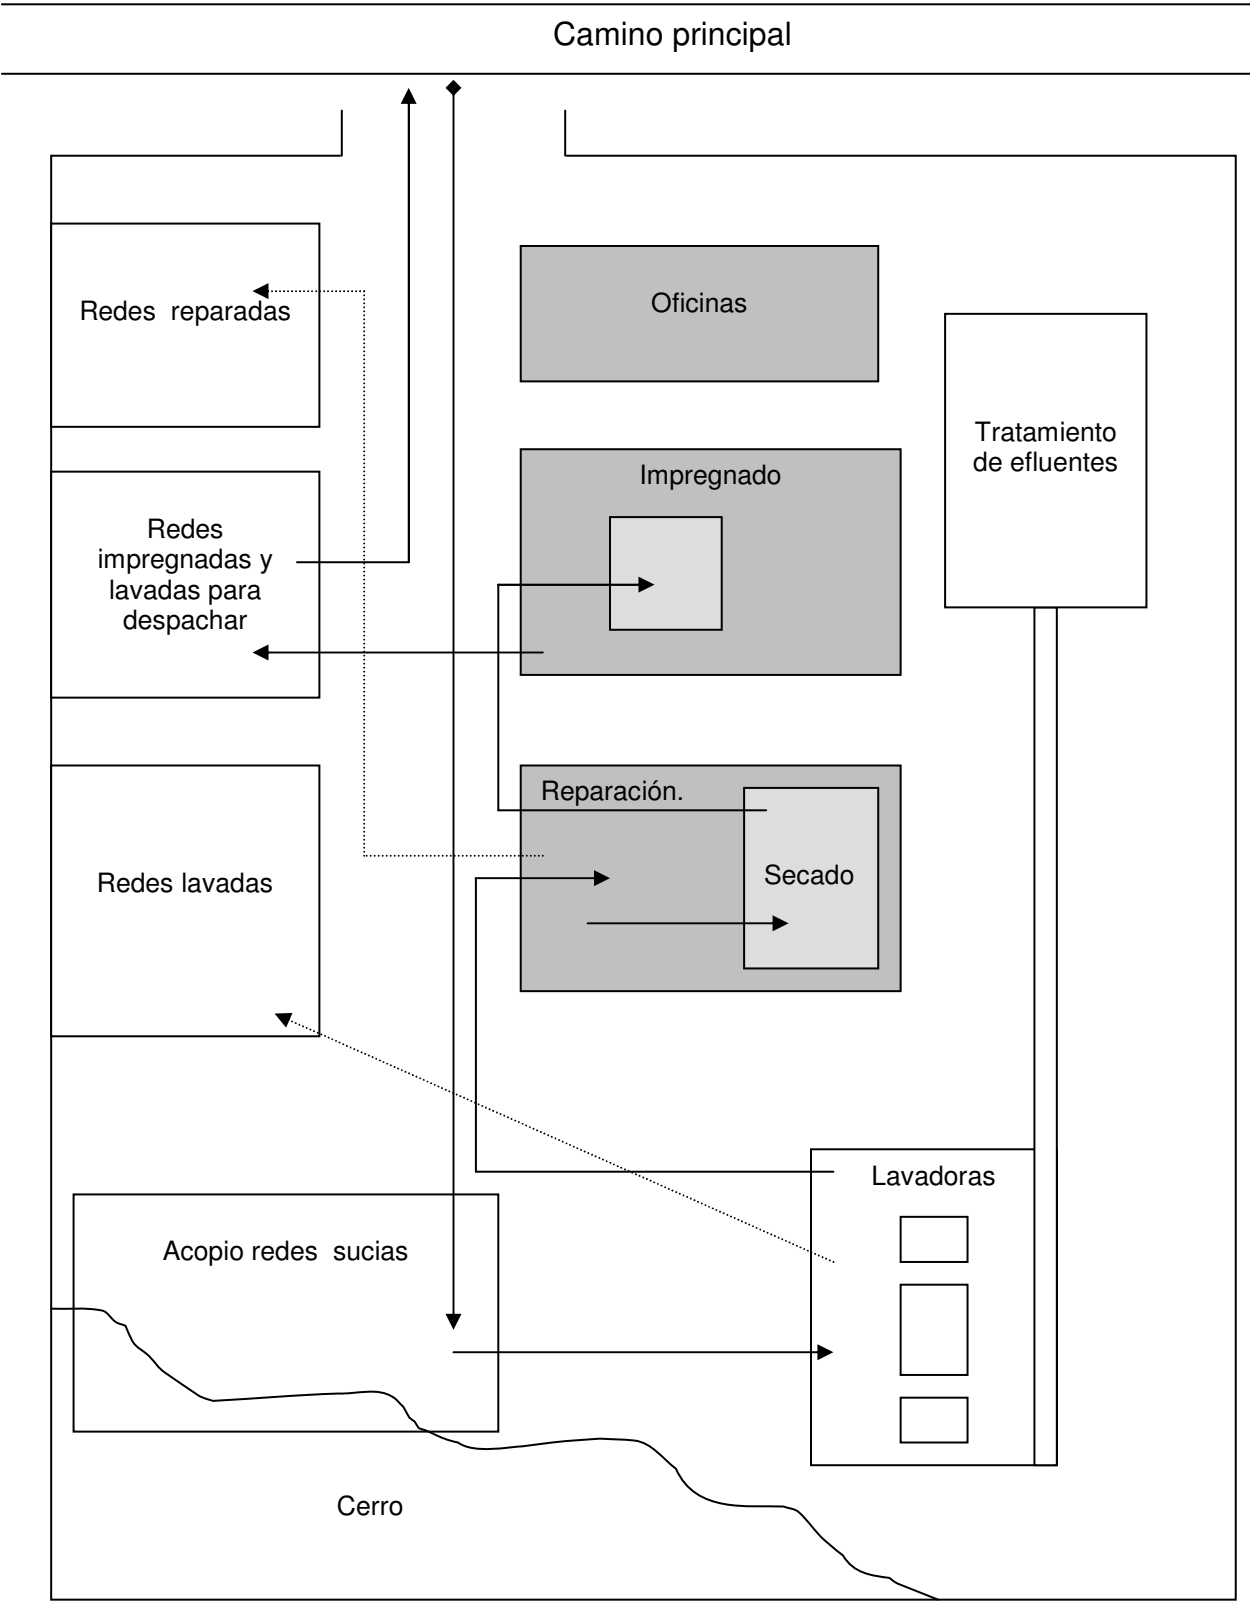 Camino principal
Redes reparadas
Oficinas
Tratamiento
de efluentes
Impregnado
Redes
impregnadas y
lavadas para
despachar
Reparación.
Secado
Redes lavadas
Lavadoras
Acopio redes sucias
Cerro